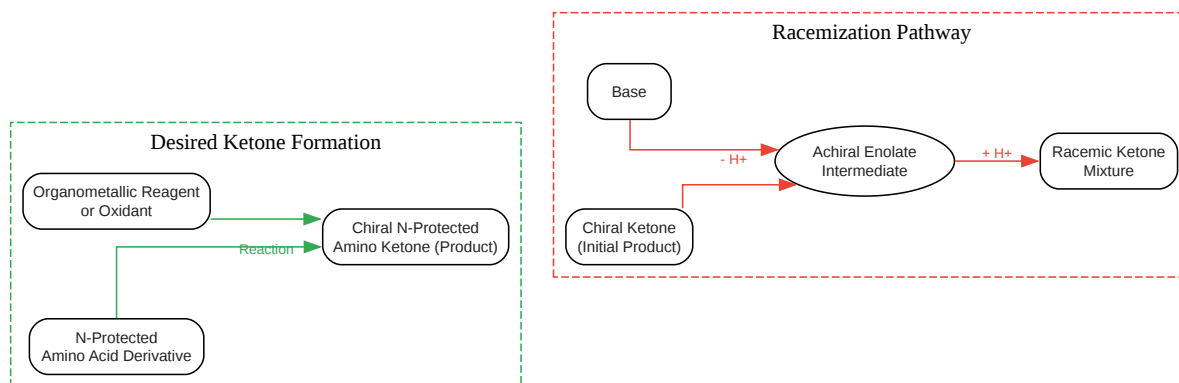 Desired Ketone Formation
Organometallic Reagent
or Oxidant
Chiral N-Protected
Amino Ketone (Product)
Reaction
N-Protected
Amino Acid Derivative
Racemization Pathway
Base
- H+
Achiral Enolate
Intermediate
+ H+
Racemic Ketone
Mixture
Chiral Ketone
(Initial Product)